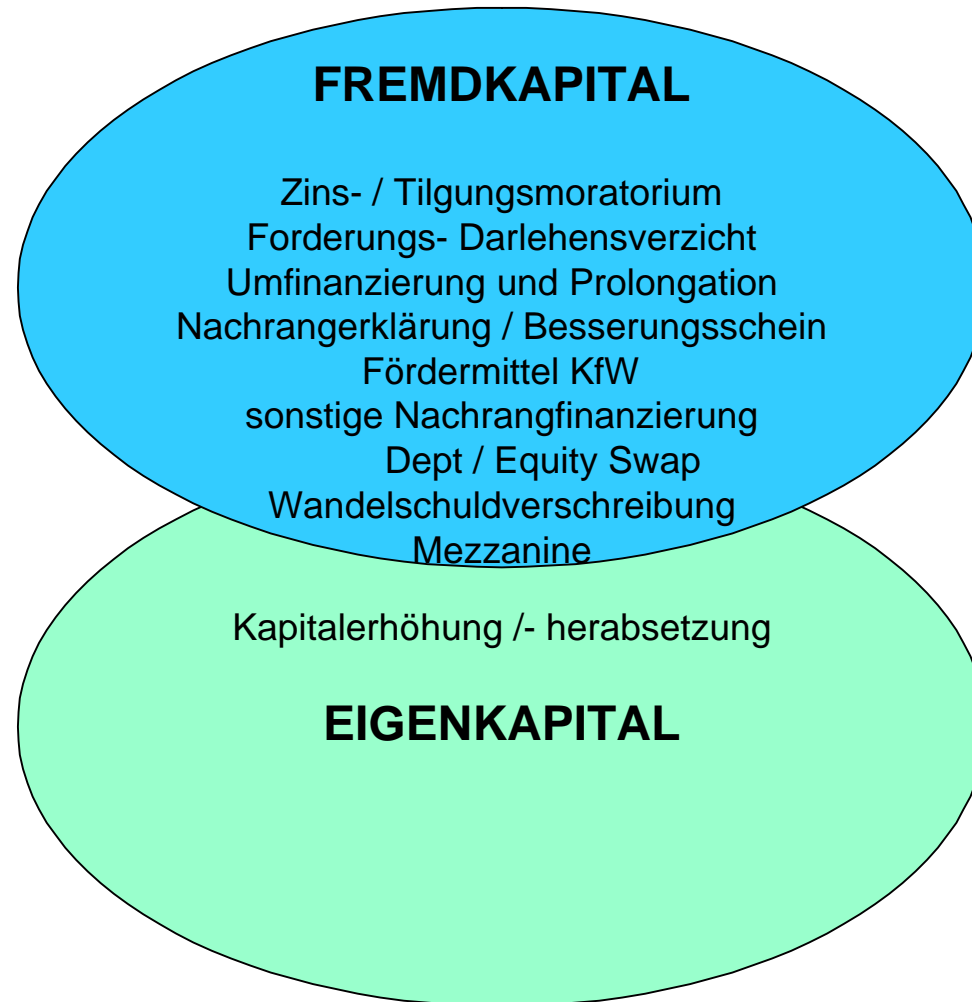 FREMDKAPITAL
Zins- / Tilgungsmoratorium
Forderungs- Darlehensverzicht
Umfinanzierung und Prolongation
Nachrangerklärung / Besserungsschein
Fördermittel KfW
sonstige Nachrangfinanzierung
Dept / Equity Swap
Wandelschuldverschreibung
Mezzanine
Kapitalerhöhung /- herabsetzung
EIGENKAPITAL